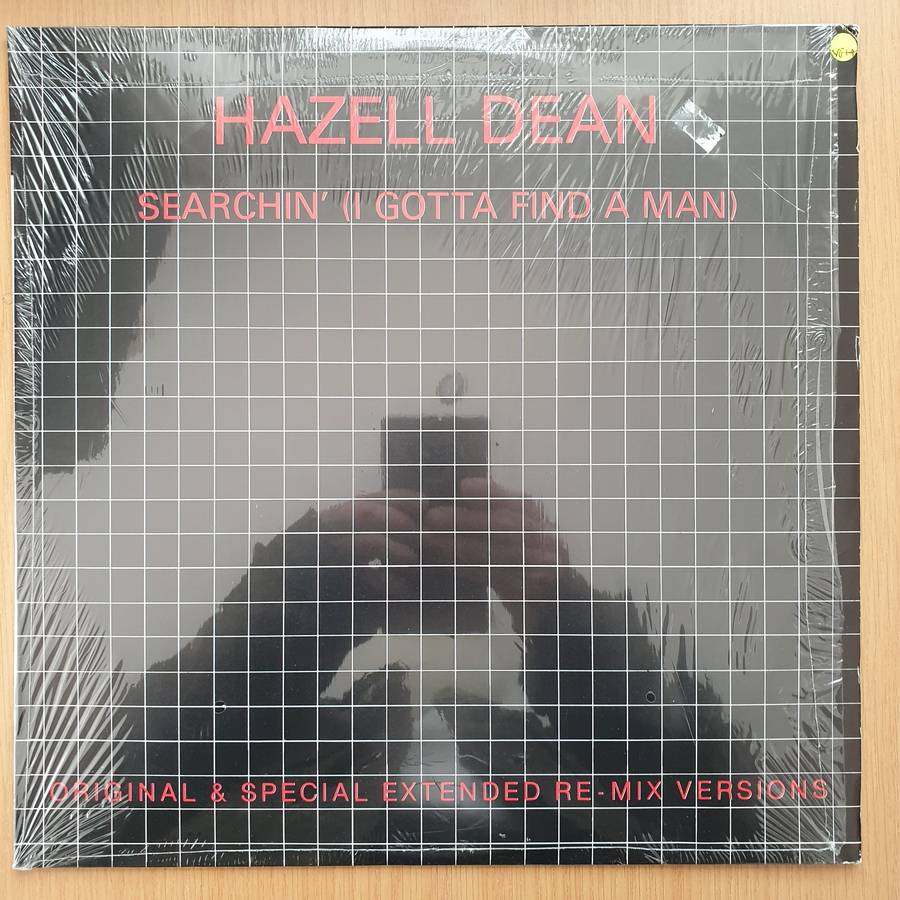 HAZELL DEAN
SEARCHIN' (I GOTTA FIND A MAN)
ORIGINAL & SPECIAL EXTENDED RE-MIX VERSIONS